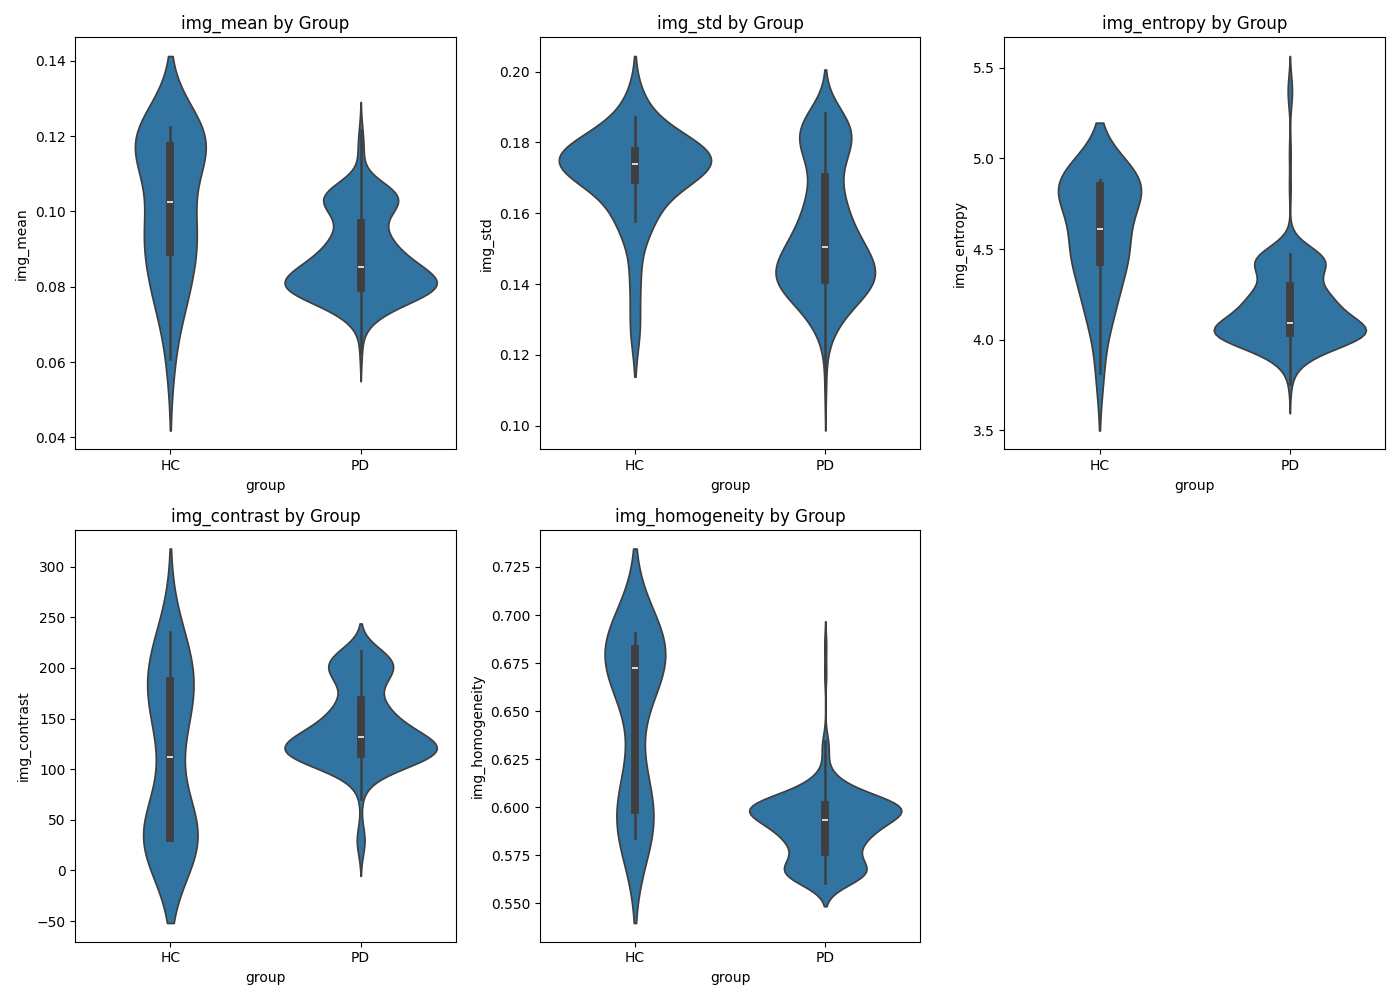 img_mean by Group
img_mean
0.14
0.12
0.10
0.08
0.06
0.04
HC
PD
group
img_std by Group
img_std
0.20
0.18
0.16
0.14
0.12
0.10
HC
PD
group
img_entropy by Group
img_entropy
5.5
5.0
4.5
4.0
3.5
HC
PD
group
img_contrast by Group
img_contrast
300
250
200
150
100
50
0
−50
HC
PD
group
img_homogeneity by Group
img_homogeneity
0.725
0.700
0.675
0.650
0.625
0.600
0.575
0.550
HC
PD
group